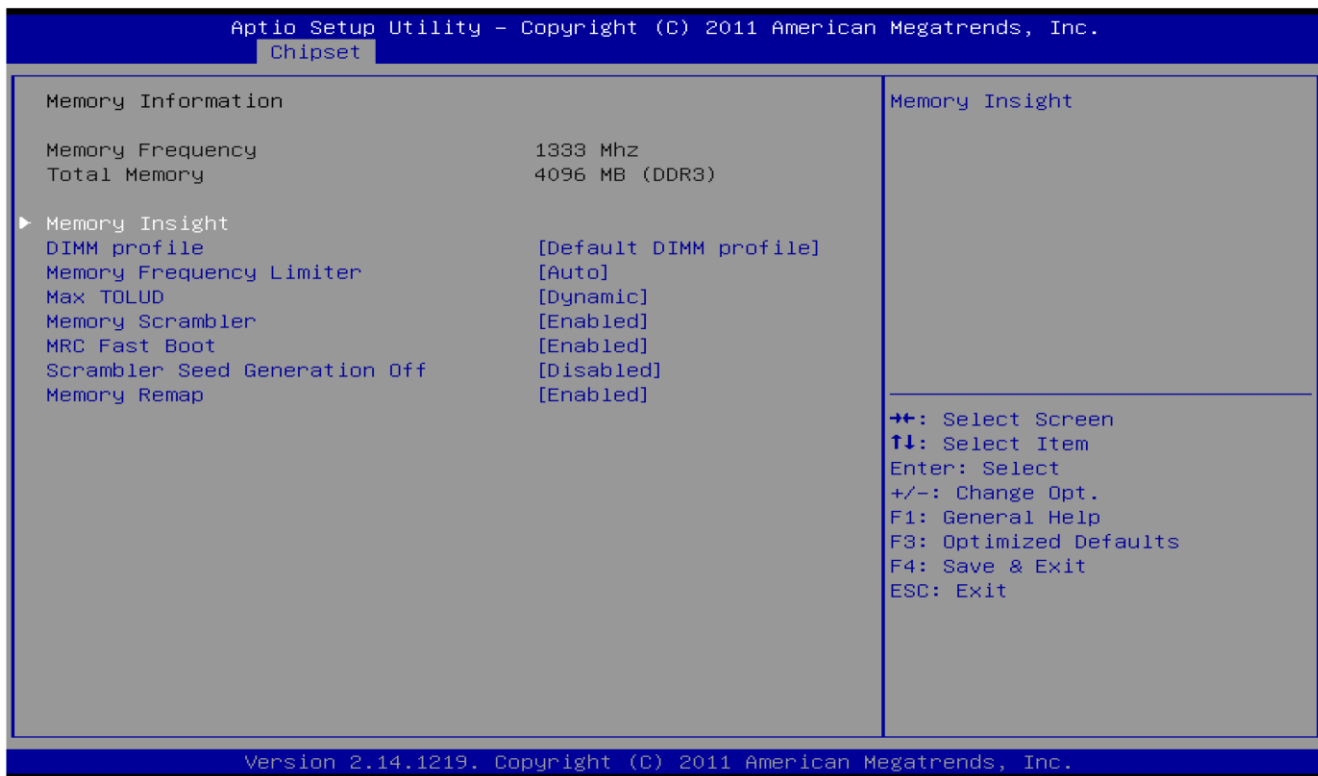 Aptio Setup Utility – Copyright (C) 2011 American Megatrends, Inc.
Chipset
Memory Information
Memory Frequency 1333 Mhz
Total Memory 4096 MB (DDR3)
► Memory Insight
DIMM profile [Default DIMM profile]
Memory Frequency Limiter [Auto]
Max TOLUD [Dynamic]
Memory Scrambler [Enabled]
MRC Fast Boot [Enabled]
Scrambler Seed Generation Off [Disabled]
Memory Remap [Enabled]
Memory Insight
→←: Select Screen
↑↓: Select Item
Enter: Select
+/-: Change Opt.
F1: General Help
F3: Optimized Defaults
F4: Save & Exit
ESC: Exit
Version 2.14.1219. Copyright (C) 2011 American Megatrends, Inc.